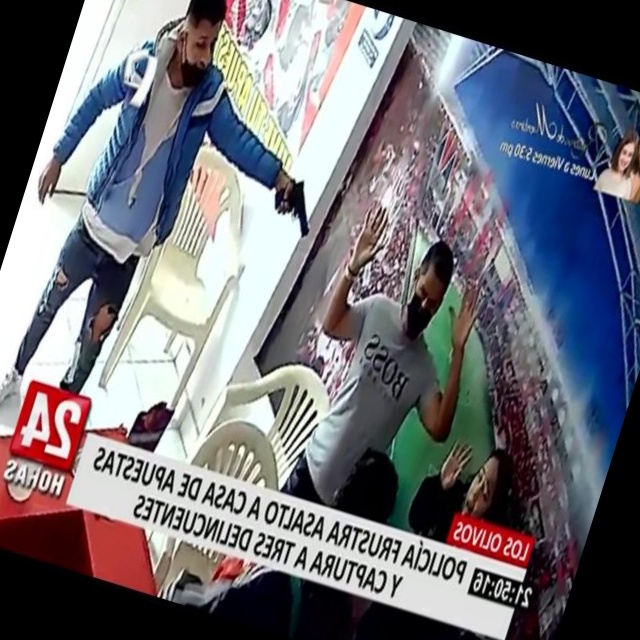 Lunes a Viernes 5:30 pm
BOSS
24
HORAS
LOS OLIVOS
21:50:16
POLICÍA FRUSTRA ASALTO A CASA DE APUESTAS
Y CAPTURA A TRES DELINCUENTES